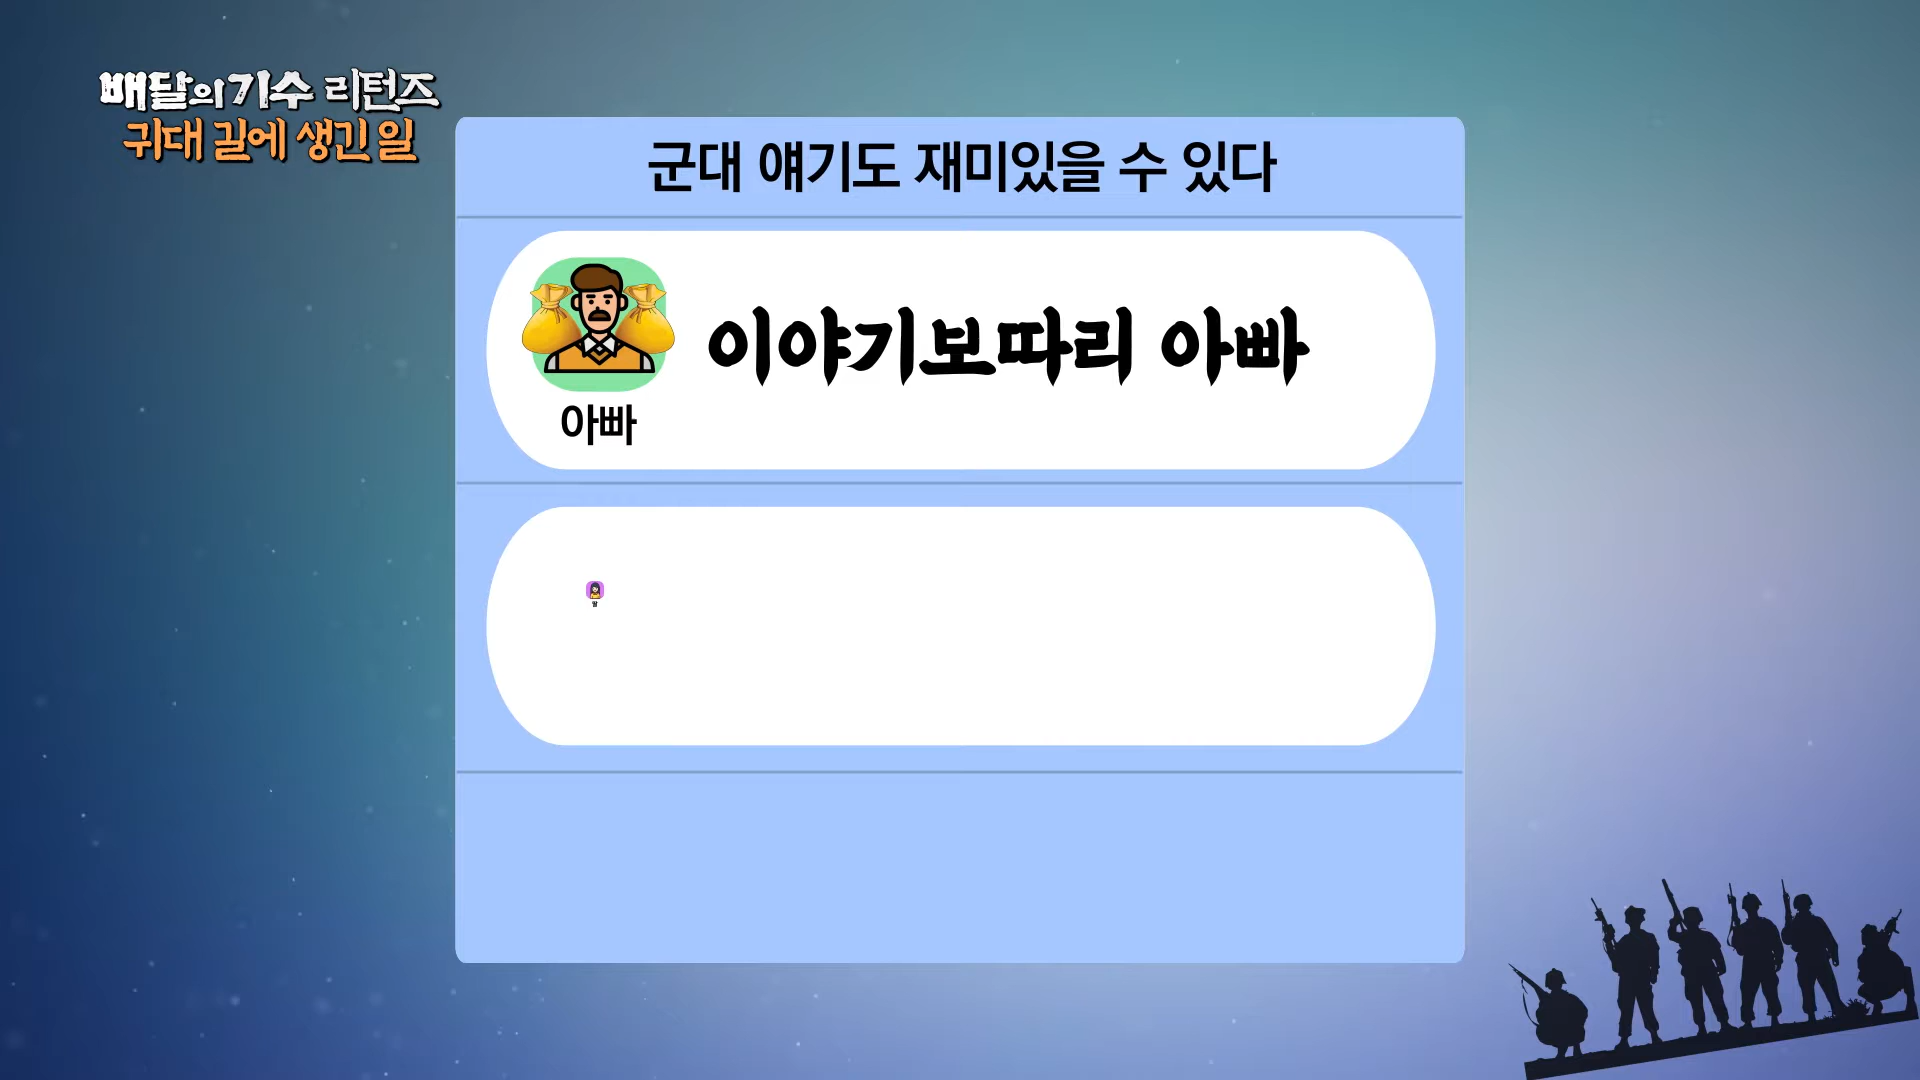 배달의기수 리턴즈
귀대 길에 생긴 일
군대 얘기도 재미있을 수 있다
이야기보따리 아빠
아빠
딸